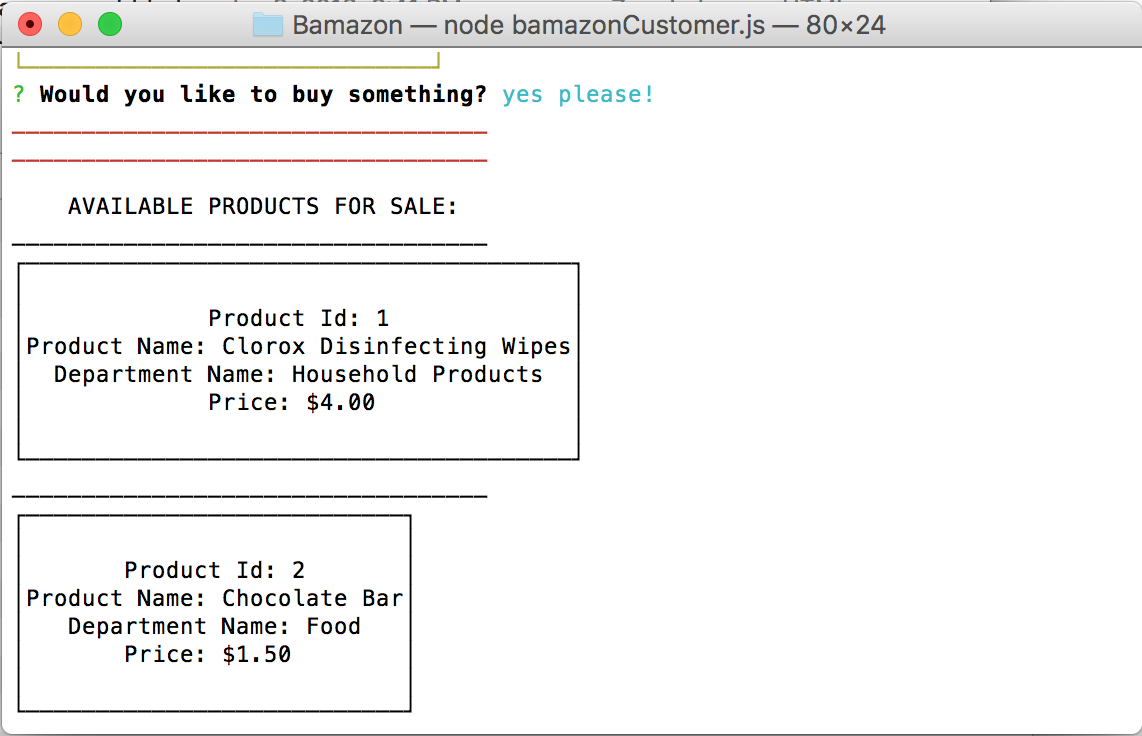 Bamazon — node bamazonCustomer.js — 80×24
? Would you like to buy something? yes please!
AVAILABLE PRODUCTS FOR SALE:
Product Id: 1
Product Name: Clorox Disinfecting Wipes
Department Name: Household Products
Price: $4.00
Product Id: 2
Product Name: Chocolate Bar
Department Name: Food
Price: $1.50